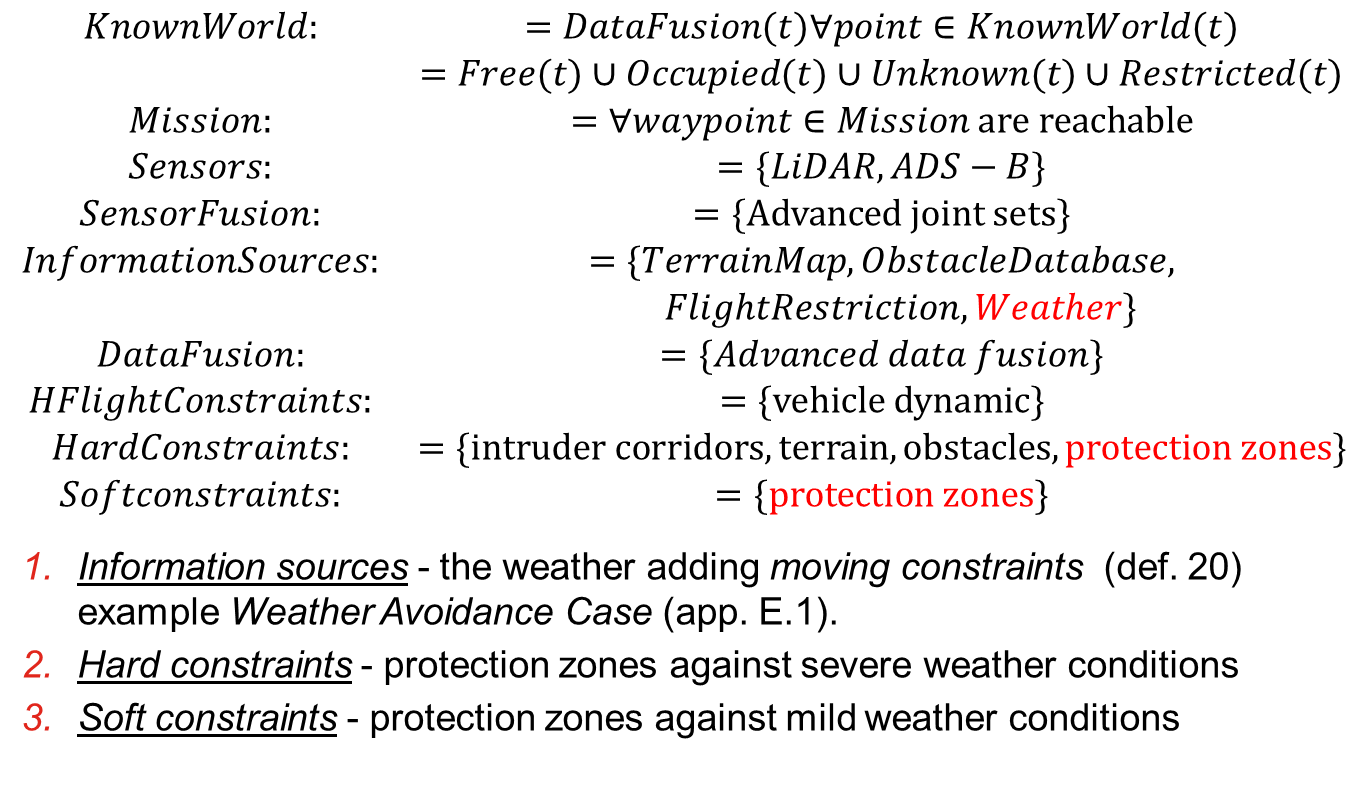 KnownWorld: = DataFusion(t)∀point ∈ KnownWorld(t)
= Free(t) ∪ Occupied(t) ∪ Unknown(t) ∪ Restricted(t)
Mission: = ∀waypoint ∈ Mission are reachable
Sensors: = {LiDAR, ADS − B}
SensorFusion: = {Advanced joint sets}
InformationSources: = {TerrainMap, ObstacleDatabase,
FlightRestriction, Weather}
DataFusion: = {Advanced data fusion}
HFlightConstraints: = {vehicle dynamic}
HardConstraints: = {intruder corridors, terrain, obstacles, protection zones}
Softconstraints: = {protection zones}
1. Information sources - the weather adding moving constraints (def. 20)
example Weather Avoidance Case (app. E.1).
2. Hard constraints - protection zones against severe weather conditions
3. Soft constraints - protection zones against mild weather conditions